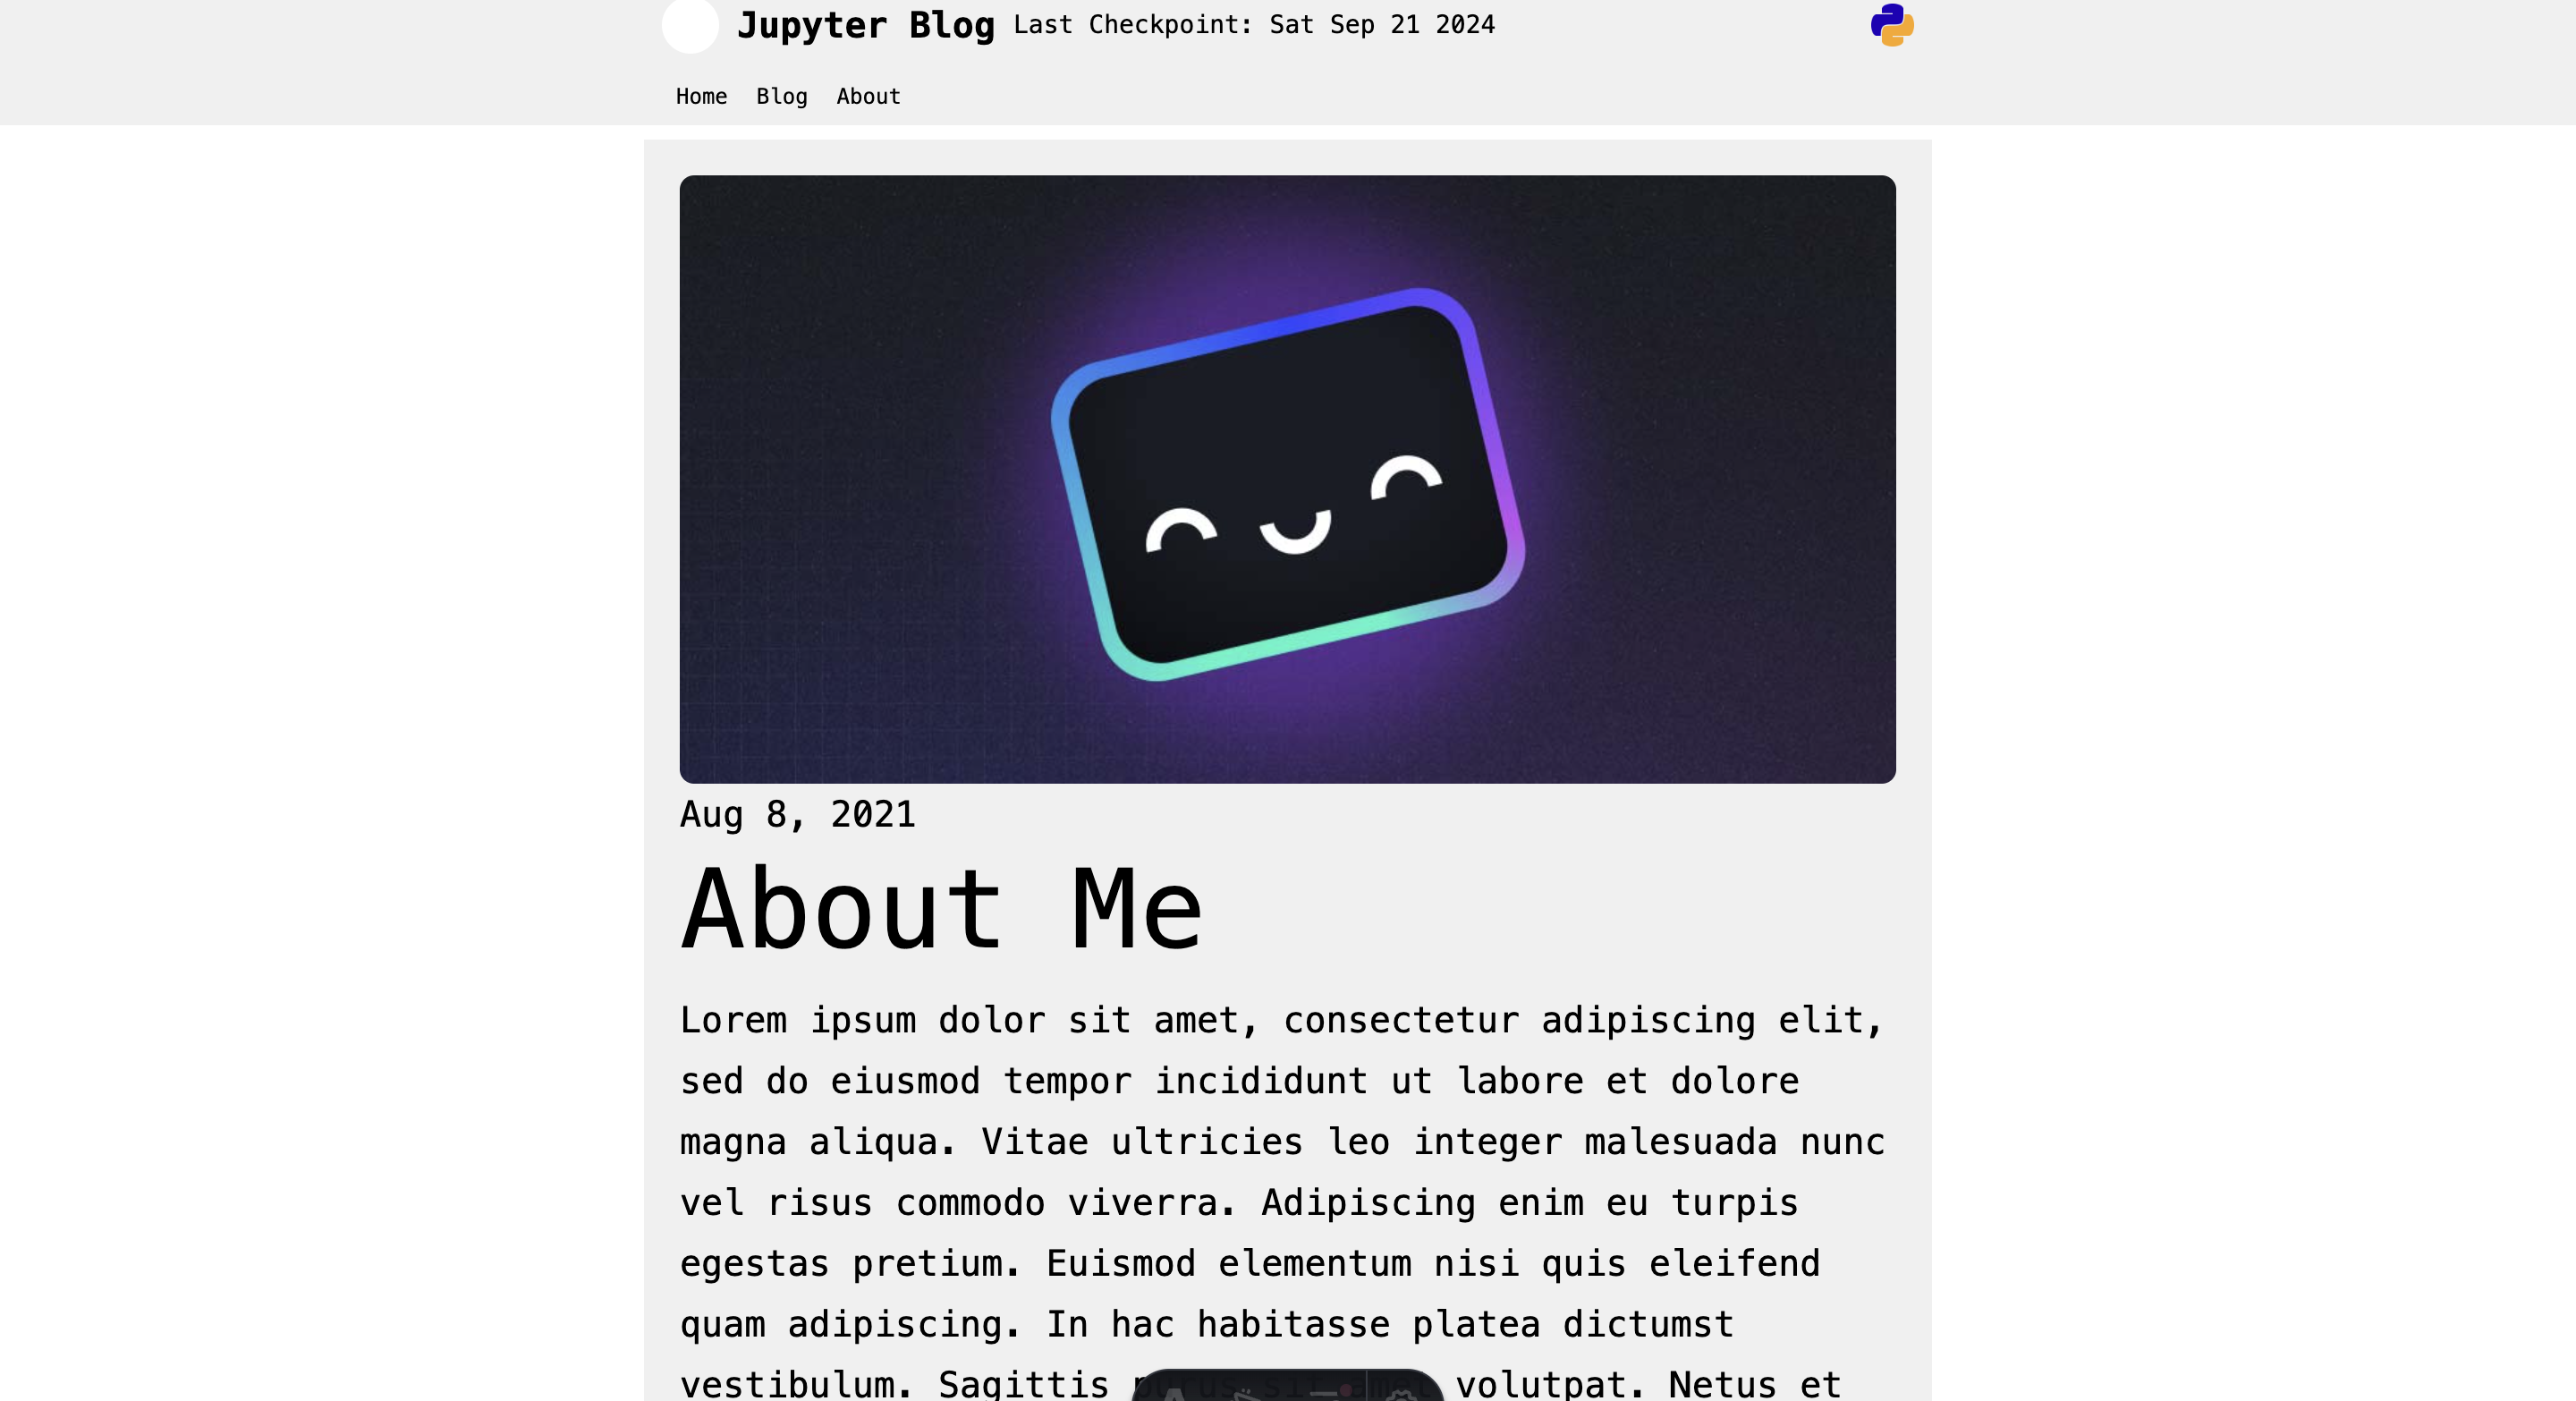 Jupyter Blog Last Checkpoint: Sat Sep 21 2024
Home Blog About
Aug 8, 2021
About Me
Lorem ipsum dolor sit amet, consectetur adipiscing elit,
sed do eiusmod tempor incididunt ut labore et dolore
magna aliqua. Vitae ultricies leo integer malesuada nunc
vel risus commodo viverra. Adipiscing enim eu turpis
egestas pretium. Euismod elementum nisi quis eleifend
quam adipiscing. In hac habitasse platea dictumst
vestibulum. Sagittis purus sit amet volutpat. Netus et